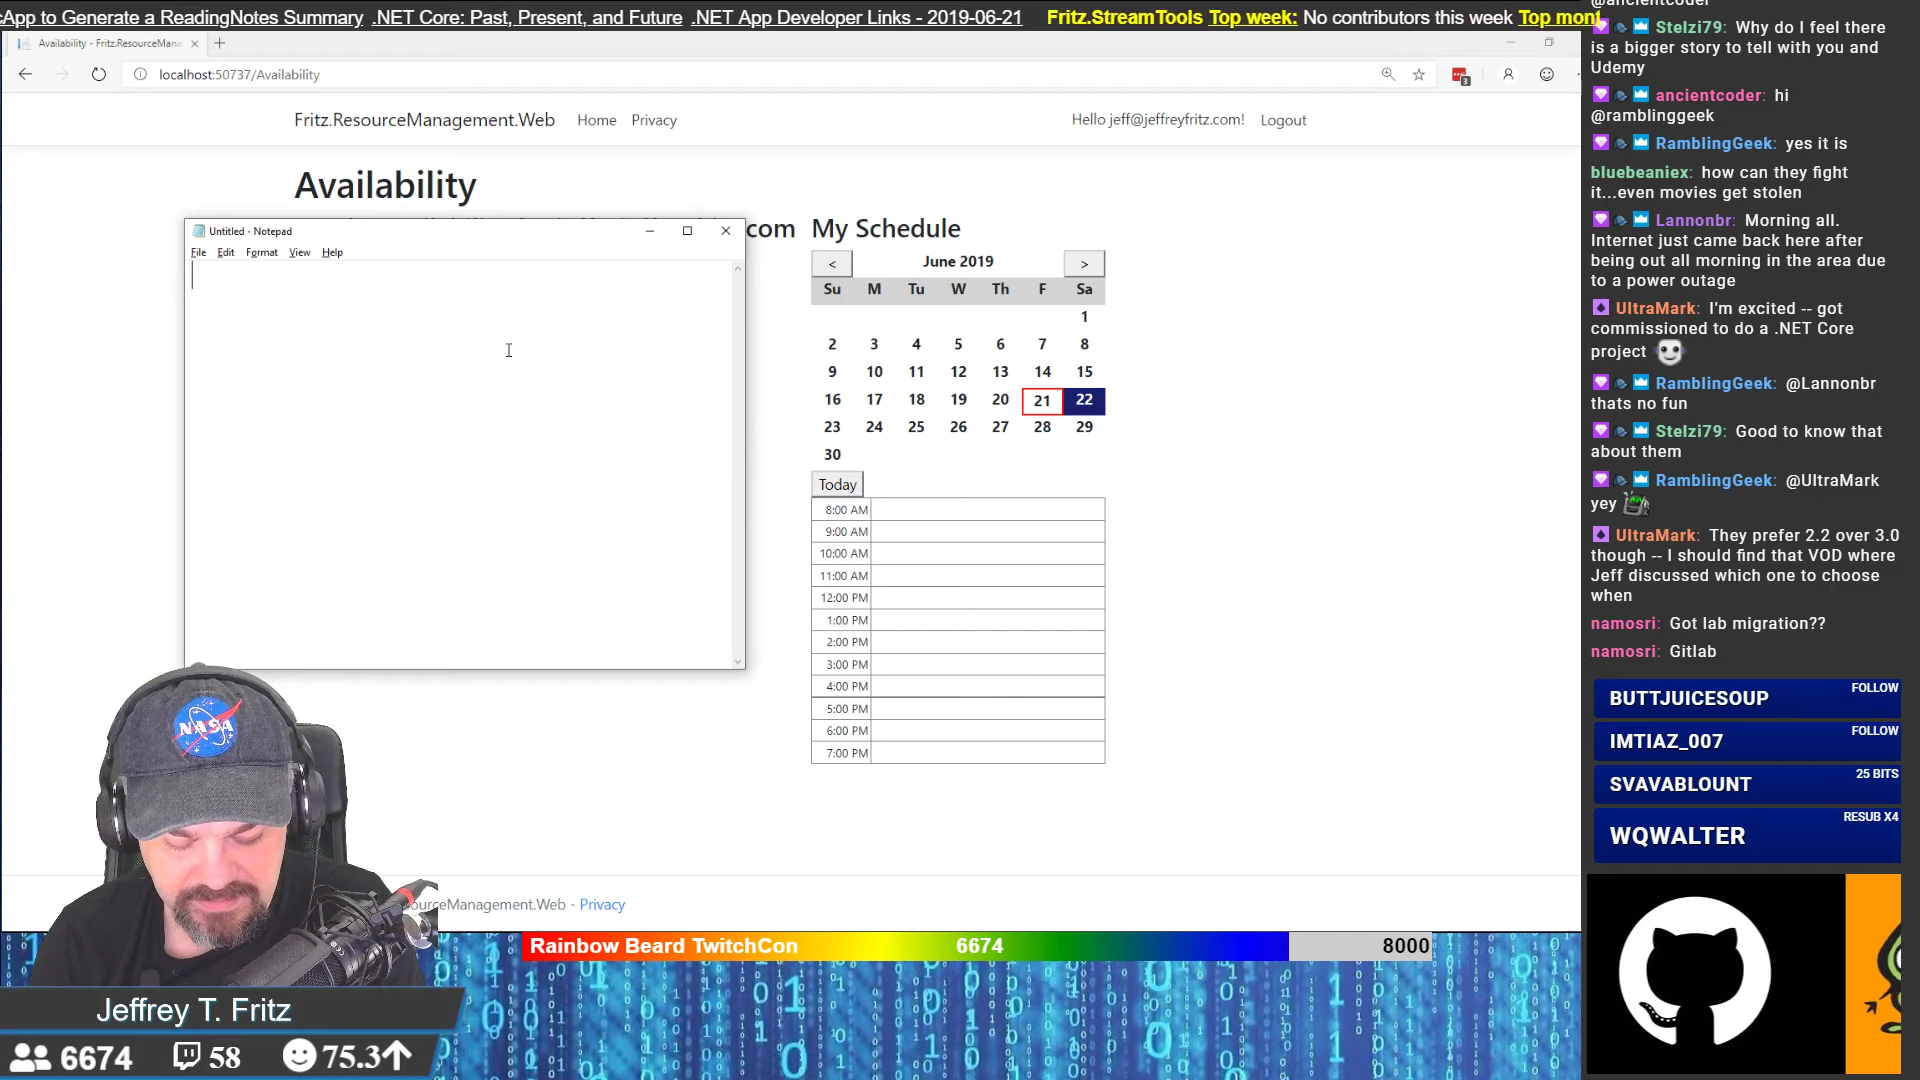 cApp to Generate a ReadingNotes Summary .NET Core: Past, Present, and Future .NET App Developer Links - 2019-06-21 Fritz.StreamTools Top week: No contributors this week Top mont
Availability - Fritz.ResourceMana
localhost:50737/Availability
3
Fritz.ResourceManagement.Web Home Privacy Hello jeff@jeffreyfritz.com! Logout
Availability
com My Schedule
Untitled - Notepad
File Edit Format View Help
< June 2019 >
Su M Tu W Th F Sa
1
2 3 4 5 6 7 8
9 10 11 12 13 14 15
16 17 18 19 20 21 22
23 24 25 26 27 28 29
30
Today
8:00 AM
9:00 AM
10:00 AM
11:00 AM
12:00 PM
1:00 PM
2:00 PM
3:00 PM
4:00 PM
5:00 PM
6:00 PM
7:00 PM
ourceManagement.Web - Privacy
Rainbow Beard TwitchCon 6674 8000
NASA
Jeffrey T. Fritz
6674 58 75.3
@ancientcoder
Stelzi79: Why do I feel there
is a bigger story to tell with you and
Udemy
ancientcoder: hi
@ramblinggeek
RamblingGeek: yes it is
bluebeaniex: how can they fight
it...even movies get stolen
Lannonbr: Morning all.
Internet just came back here after
being out all morning in the area due
to a power outage
UltraMark: I'm excited -- got
commissioned to do a .NET Core
project
RamblingGeek: @Lannonbr
thats no fun
Stelzi79: Good to know that
about them
RamblingGeek: @UltraMark
yey
UltraMark: They prefer 2.2 over 3.0
though -- I should find that VOD where
Jeff discussed which one to choose
when
namosri: Got lab migration??
namosri: Gitlab
BUTTJUICESOUP FOLLOW
IMTIAZ_007 FOLLOW
SVAVABLOUNT 25 BITS
WQWALTER RESUB X4